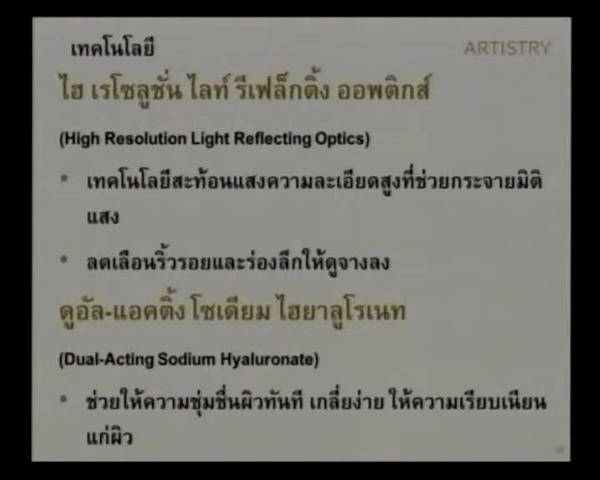 เทคโนโลยี
ARTISTRY
ไฮ เรโซลูชั่น ไลท์ รีเฟล็กติ้ง ออพติกส์
(High Resolution Light Reflecting Optics)
• เทคโนโลยีสะท้อนแสงความละเอียดสูงที่ช่วยกระจายมิติ
แสง
• ลดเลือนริ้วรอยและร่องลึกให้ดูจางลง
ดูอัล-แอคติ้ง โซเดียม ไฮยาลูโรเนท
(Dual-Acting Sodium Hyaluronate)
• ช่วยให้ความชุ่มชื่นผิวทันที เกลี่ยง่าย ให้ความเรียบเนียน
แก่ผิว